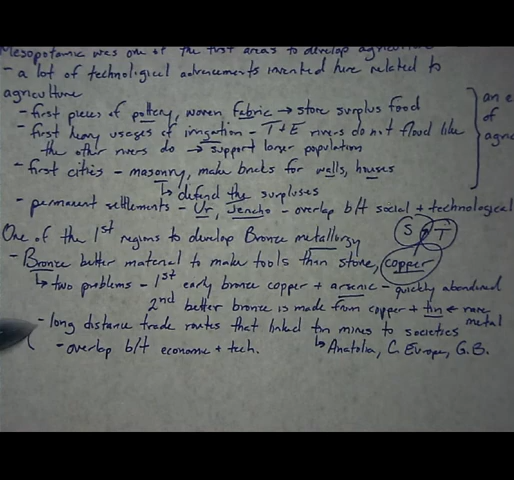 Mesopotamia was one of the first areas to develop agriculture
- a lot of technological advancements invented here related to
agriculture
- first pieces of pottery, woven fabric → store surplus food
- first heavy usages of irrigation - T+E rivers do not flood like
the other rivers do → support larger population
- first cities - masonry, make bricks for walls, houses
↳ defend the surpluses
- permanent settlements - Ur, Jericho - overlap b/t social + technological
an e
of
agric
One of the 1st regions to develop Bronze metallorgy
S T
- Bronze better material to make tools than stone, copper
↳ two problems - 1st early bronze copper + arsenic - quickly abandoned
2nd better bronze is made from copper + tin ← rare
metal
- long distance trade routes that linked tin mines to societies
↳ Anatolia, C. Europe, G.B.
- overlap b/t economic + tech.